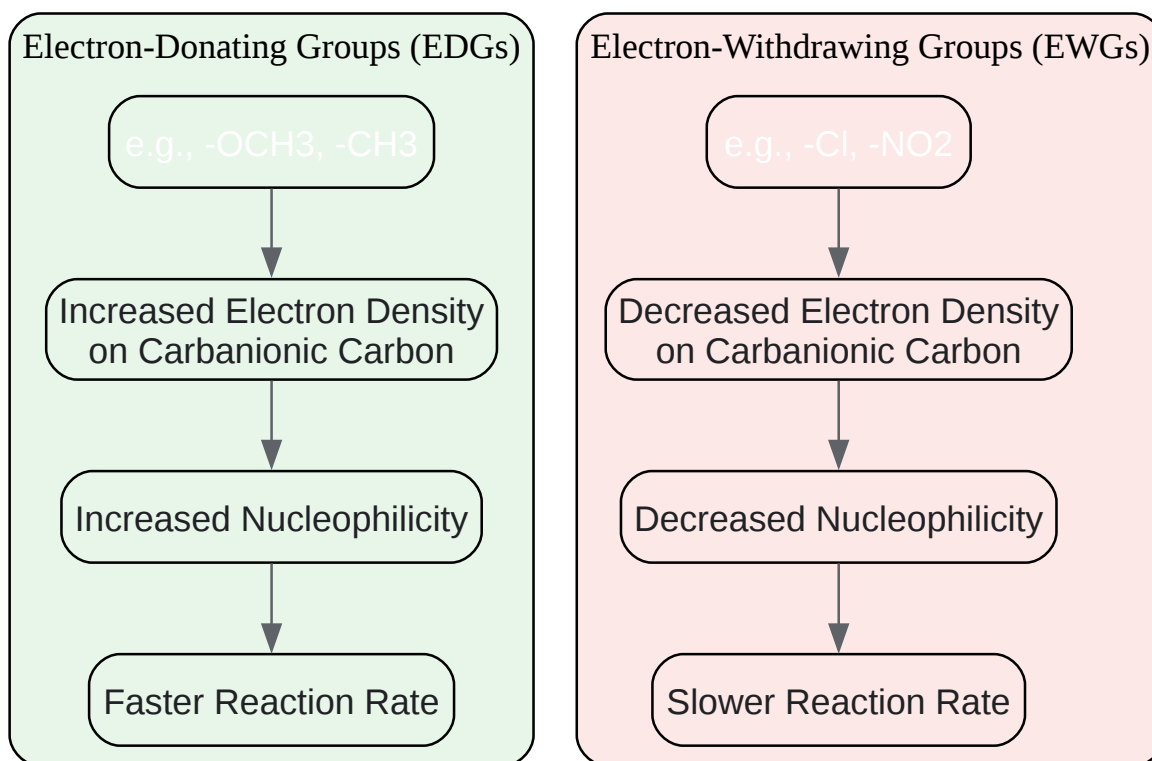 Electron-Donating Groups (EDGs)
e.g., -OCH3, -CH3
Increased Electron Density
on Carbanionic Carbon
Increased Nucleophilicity
Faster Reaction Rate
Electron-Withdrawing Groups (EWGs)
e.g., -Cl, -NO2
Decreased Electron Density
on Carbanionic Carbon
Decreased Nucleophilicity
Slower Reaction Rate